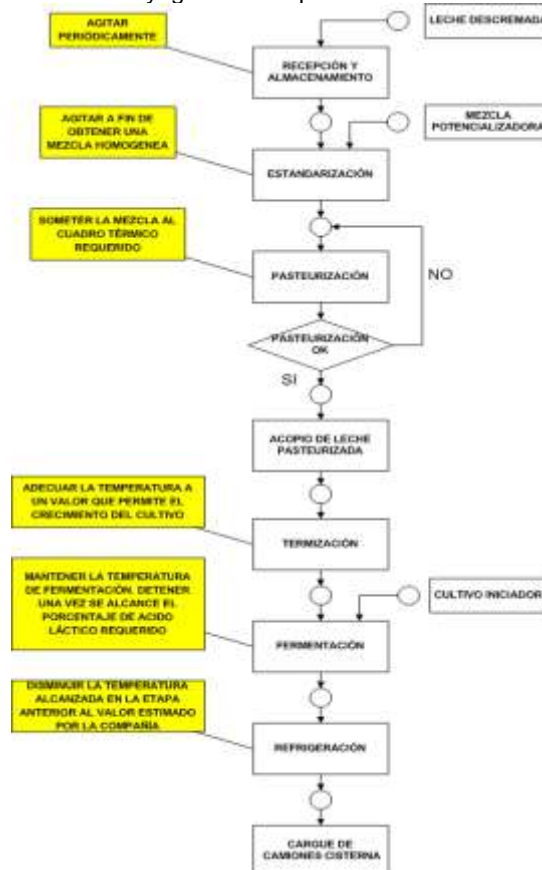 AGITAR
PERIÓDICAMENTE
LECHE DESCREMADA
RECEPCIÓN Y
ALMACENAMIENTO
AGITAR A FIN DE
OBTENER UNA
MEZCLA HOMOGENEA
MEZCLA
POTENCIALIZADORA
ESTANDARIZACIÓN
SOMETER LA MEZCLA AL
CUADRO TÉRMICO
REQUERIDO
PASTEURIZACIÓN
NO
PASTEURIZACIÓN
OK
SI
ACOPIO DE LECHE
PASTEURIZADA
ADECUAR LA TEMPERATURA A
UN VALOR QUE PERMITE EL
CRECIMIENTO DEL CULTIVO
TERMIZACIÓN
MANTENER LA TEMPERATURA
DE FERMENTACIÓN. DETENER
UNA VEZ SE ALCANCE EL
PORCENTAJE DE ACIDO
LÁCTICO REQUERIDO
CULTIVO INICIADOR
FERMENTACIÓN
DISMINUIR LA TEMPERATURA
ALCANZADA EN LA ETAPA
ANTERIOR AL VALOR ESTIMADO
POR LA COMPAÑÍA
REFRIGERACIÓN
CARGUE DE
CAMIONES CISTERNA